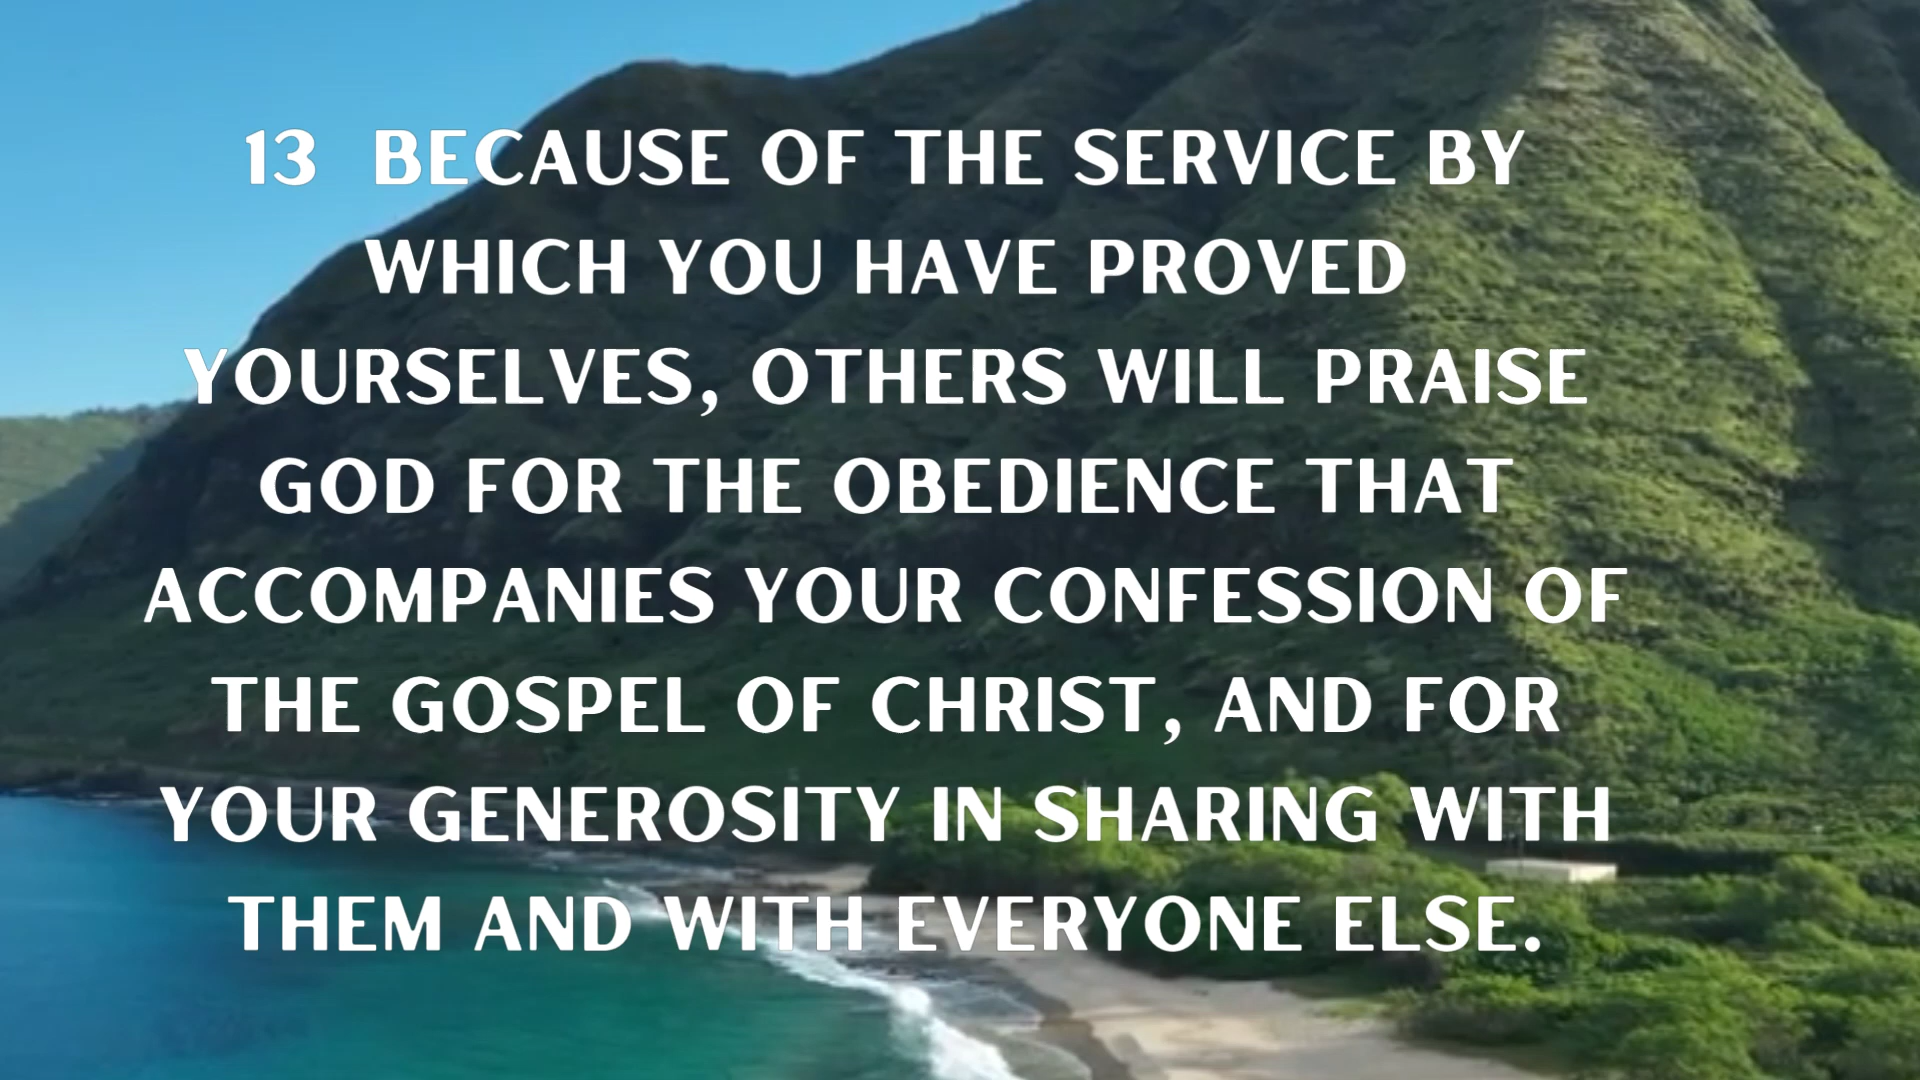 13  BECAUSE OF THE SERVICE BY
WHICH YOU HAVE PROVED
YOURSELVES, OTHERS WILL PRAISE
GOD FOR THE OBEDIENCE THAT
ACCOMPANIES YOUR CONFESSION OF
THE GOSPEL OF CHRIST, AND FOR
YOUR GENEROSITY IN SHARING WITH
THEM AND WITH EVERYONE ELSE.